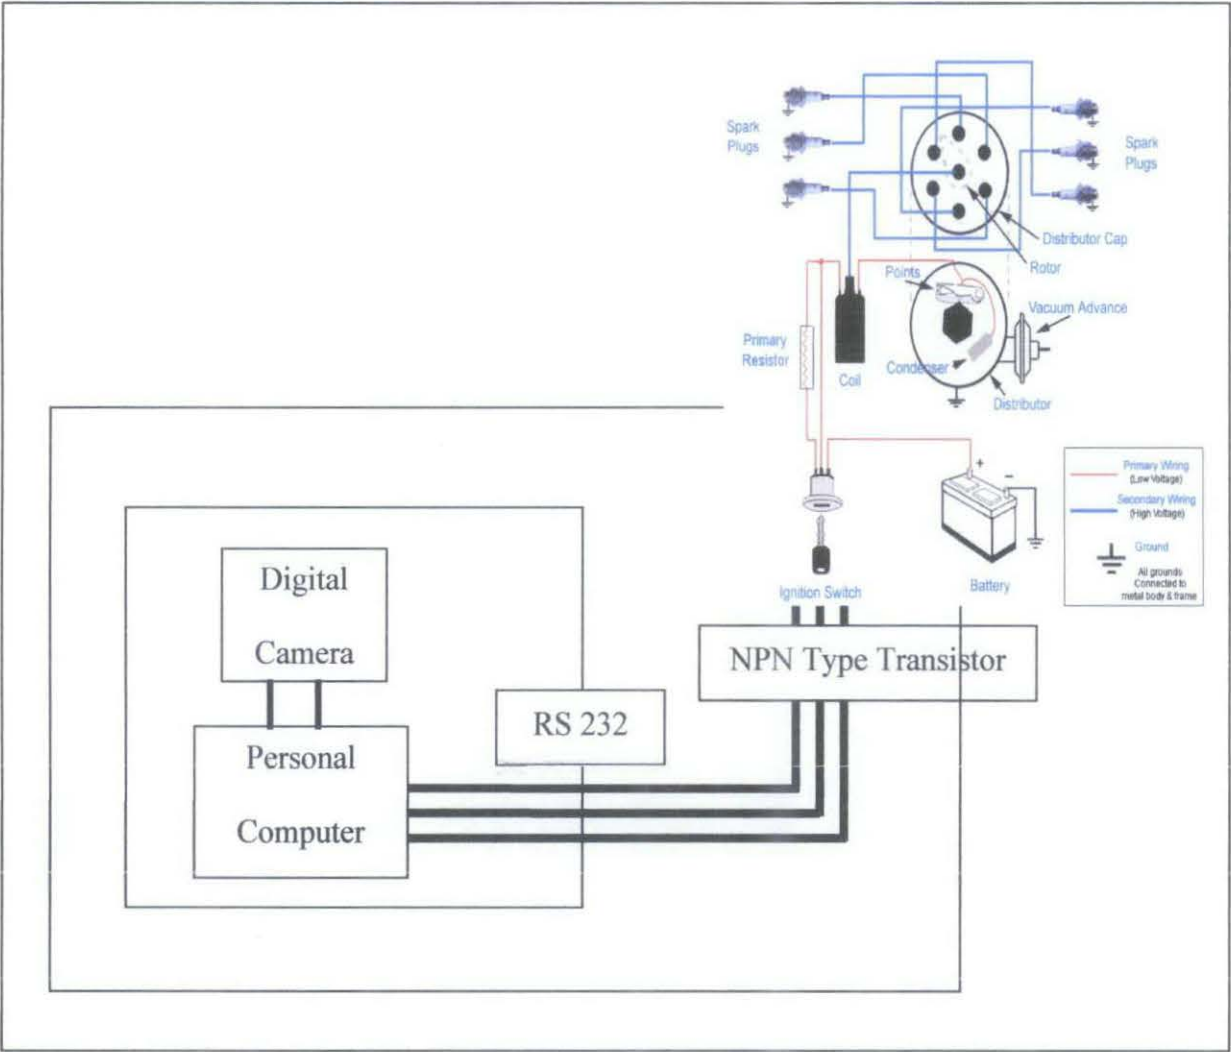 Spark
Plugs
Spark
Plugs
Distributor Cap
Rotor
Points
Vacuum Advance
Primary
Resistor
Coil
Condenser
Distributor
+
−
Primary Wiring
(Low Voltage)
Secondary Wiring
(High Voltage)
Ground
All grounds
Connected to
metal body & frame
Battery
Ignition Switch
Digital
Camera
NPN Type Transistor
RS 232
Personal
Computer